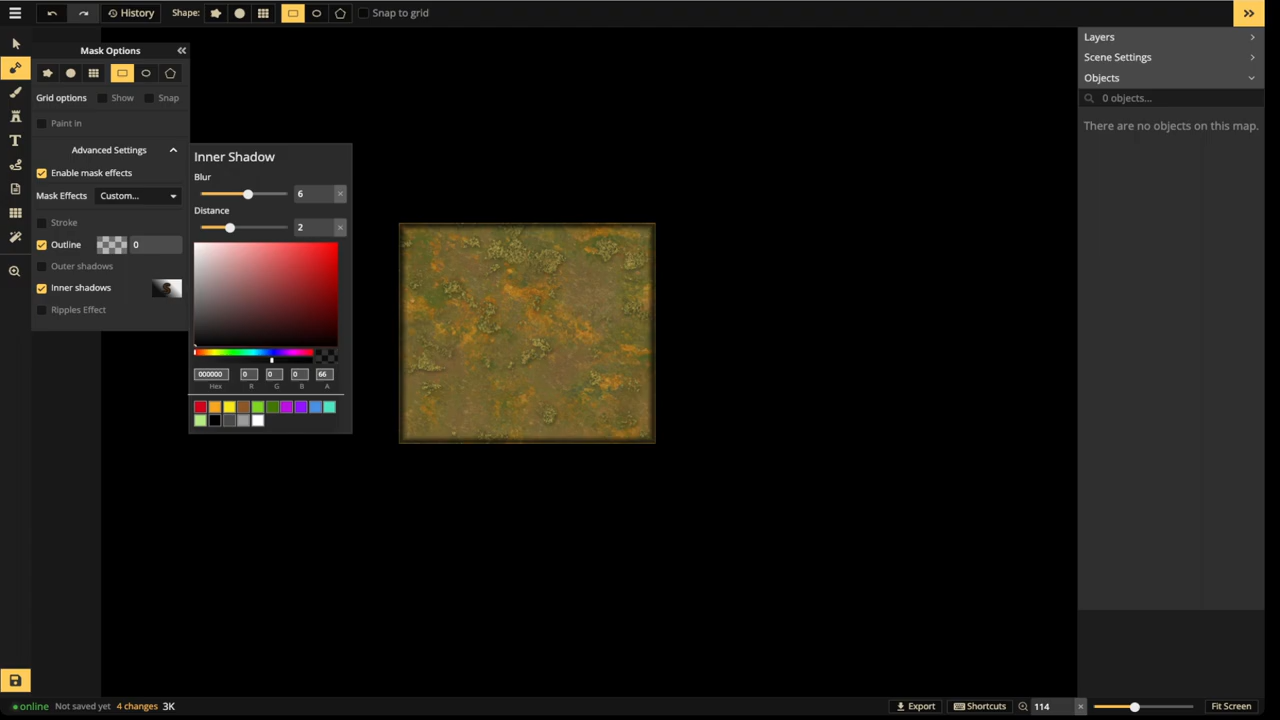 History
Shape:
Snap to grid
Mask Options
Grid options
Show
Snap
Paint in
Advanced Settings
Enable mask effects
Mask Effects
Custom...
Stroke
Outline
0
Outer shadows
Inner shadows
Ripples Effect
Inner Shadow
Blur
6
Distance
2
000000
0
0
0
66
Hex
R
G
B
A
Layers
Scene Settings
Objects
0 objects...
There are no objects on this map.
online
Not saved yet
4 changes
3K
Export
Shortcuts
114
Fit Screen